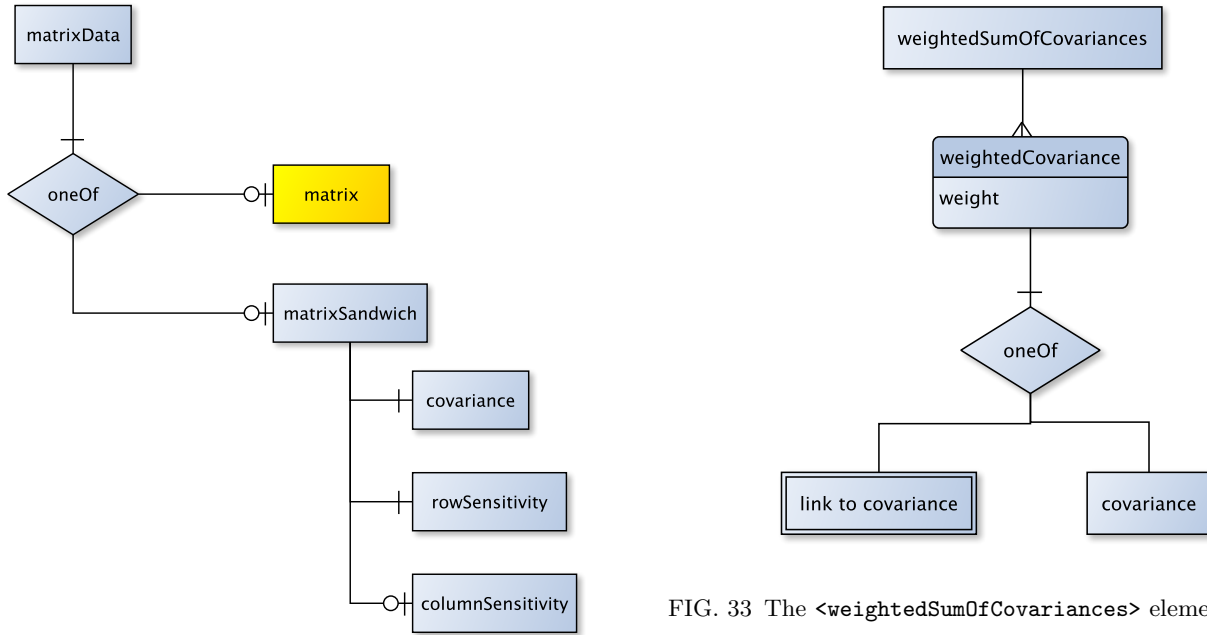 matrixData
oneOf
matrix
matrixSandwich
covariance
rowSensitivity
columnSensitivity
weightedSumOfCovariances
weightedCovariance
weight
oneOf
link to covariance
covariance
FIG. 33 The <weightedSumOfCovariances>